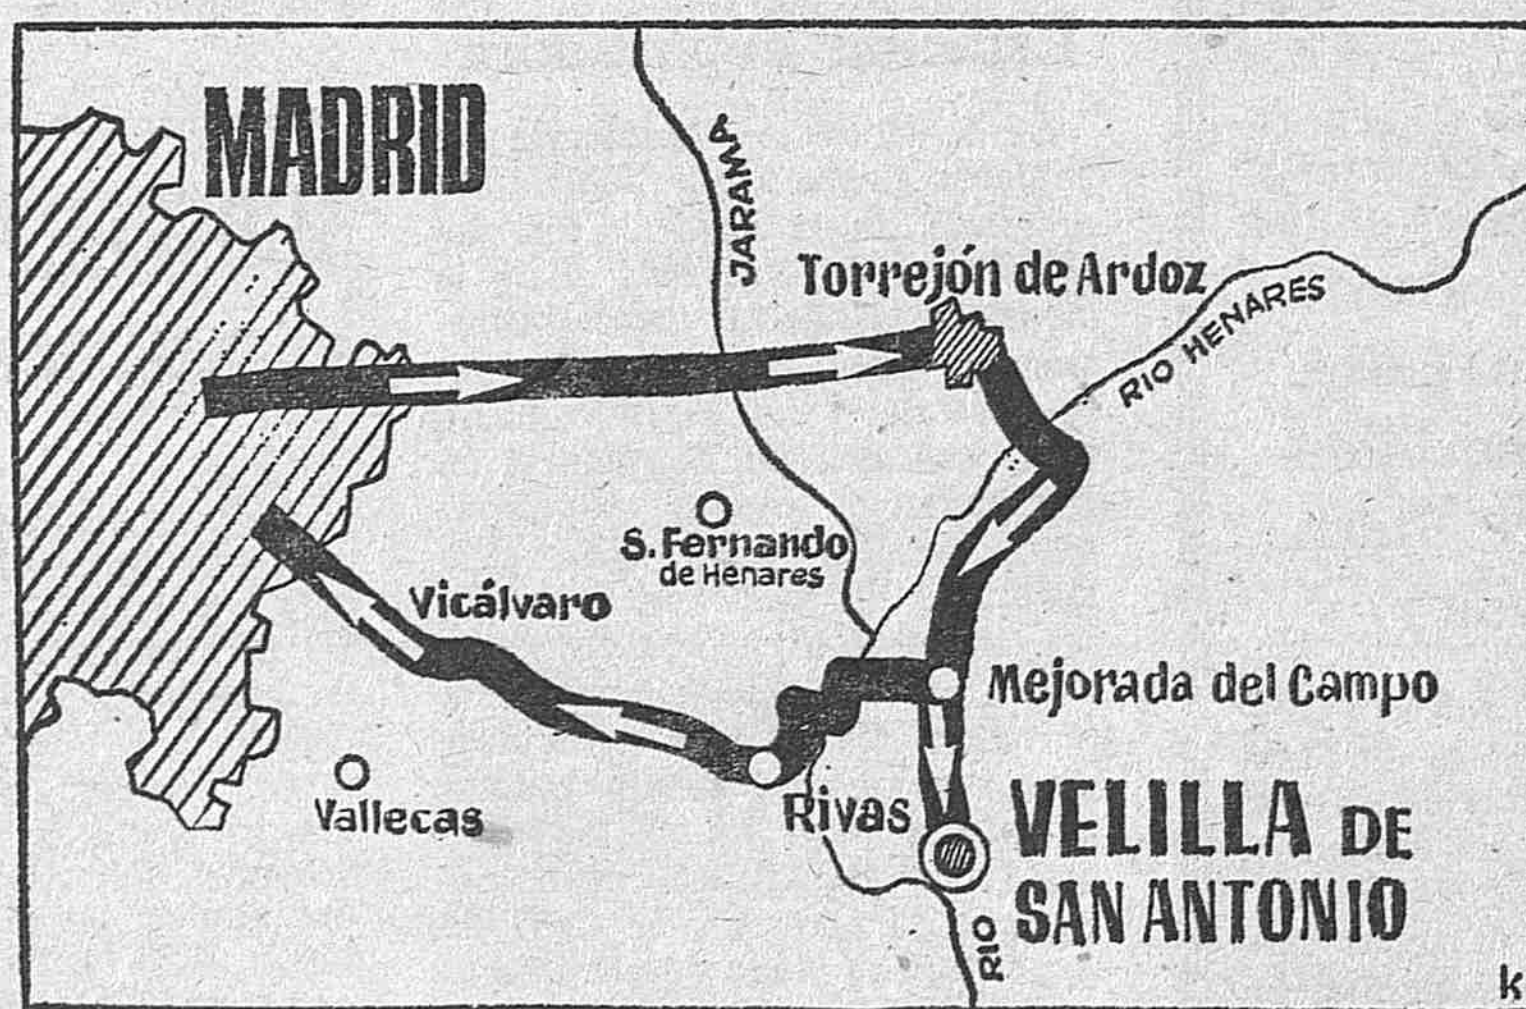 MADRID
JARAMA
Torrejón de Ardoz
RIO HENARES
S. Fernando
de Henares
Vicálvaro
Mejorada del Campo
Vallecas
Rivas
VELILLA DE
SAN ANTONIO
RIO
k